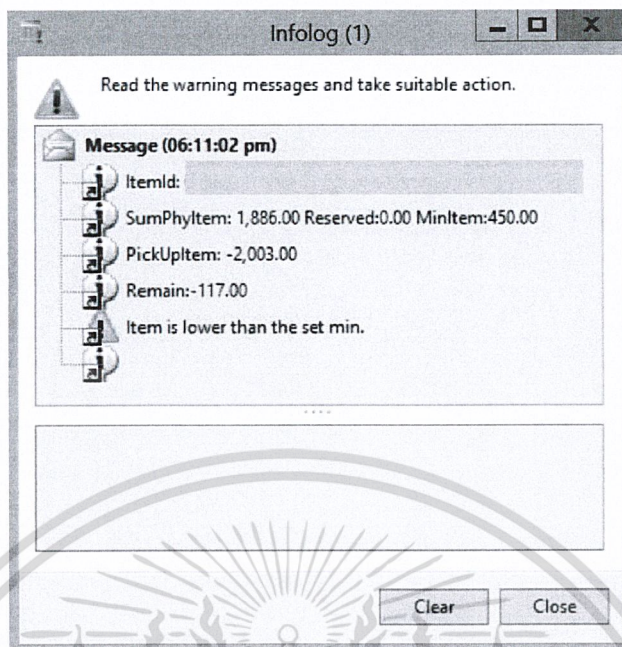 Infolog (1)
Read the warning messages and take suitable action.
Message (06:11:02 pm)
ItemId:
SumPhyItem: 1,886.00 Reserved:0.00 MinItem:450.00
PickUpItem: -2,003.00
Remain:-117.00
Item is lower than the set min.
Clear
Close